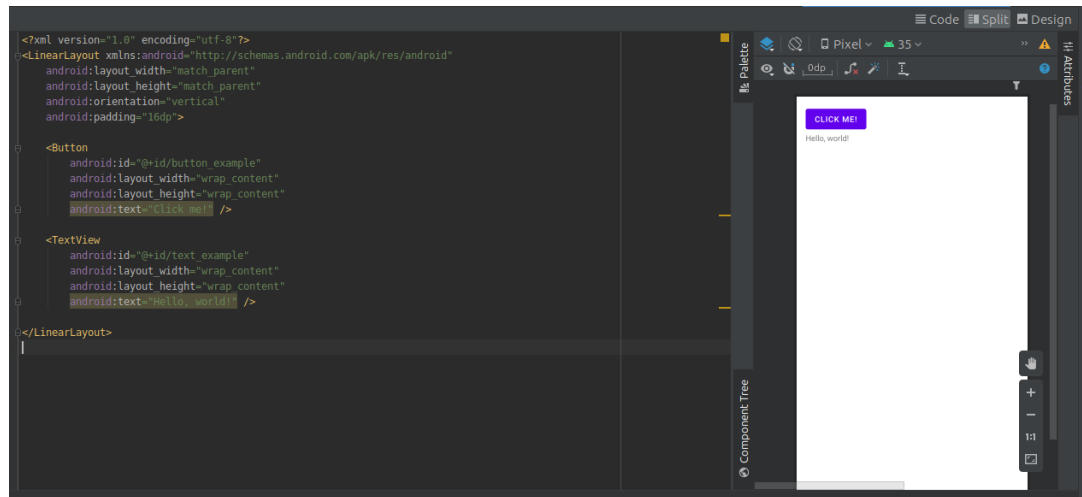 Code Split Design
<?xml version="1.0" encoding="utf-8"?>
<LinearLayout xmlns:android="http://schemas.android.com/apk/res/android"
    android:layout_width="match_parent"
    android:layout_height="match_parent"
    android:orientation="vertical"
    android:padding="16dp">

    <Button
        android:id="@+id/button_example"
        android:layout_width="wrap_content"
        android:layout_height="wrap_content"
        android:text="Click me!" />

    <TextView
        android:id="@+id/text_example"
        android:layout_width="wrap_content"
        android:layout_height="wrap_content"
        android:text="Hello, world!" />

</LinearLayout>
Palette
Component Tree
Pixel 35
0dp
CLICK ME!
Hello, world!
1:1
Attributes